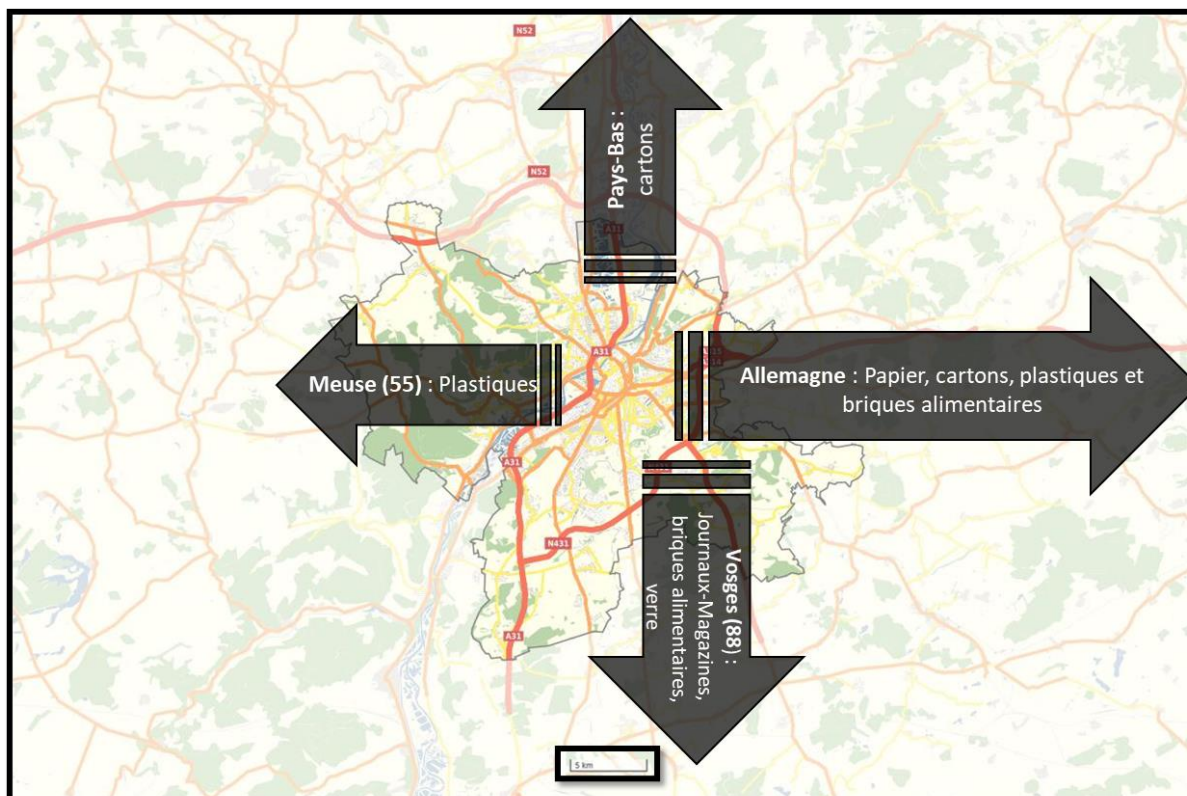 N52
N52
Pays-Bas :
cartons
A31
A31
Meuse (55) : Plastiques
Allemagne : Papier, cartons, plastiques et
briques alimentaires
A31
N431
Vosges (88) :
Journaux-Magazines,
briques alimentaires,
verre
A31
5 km